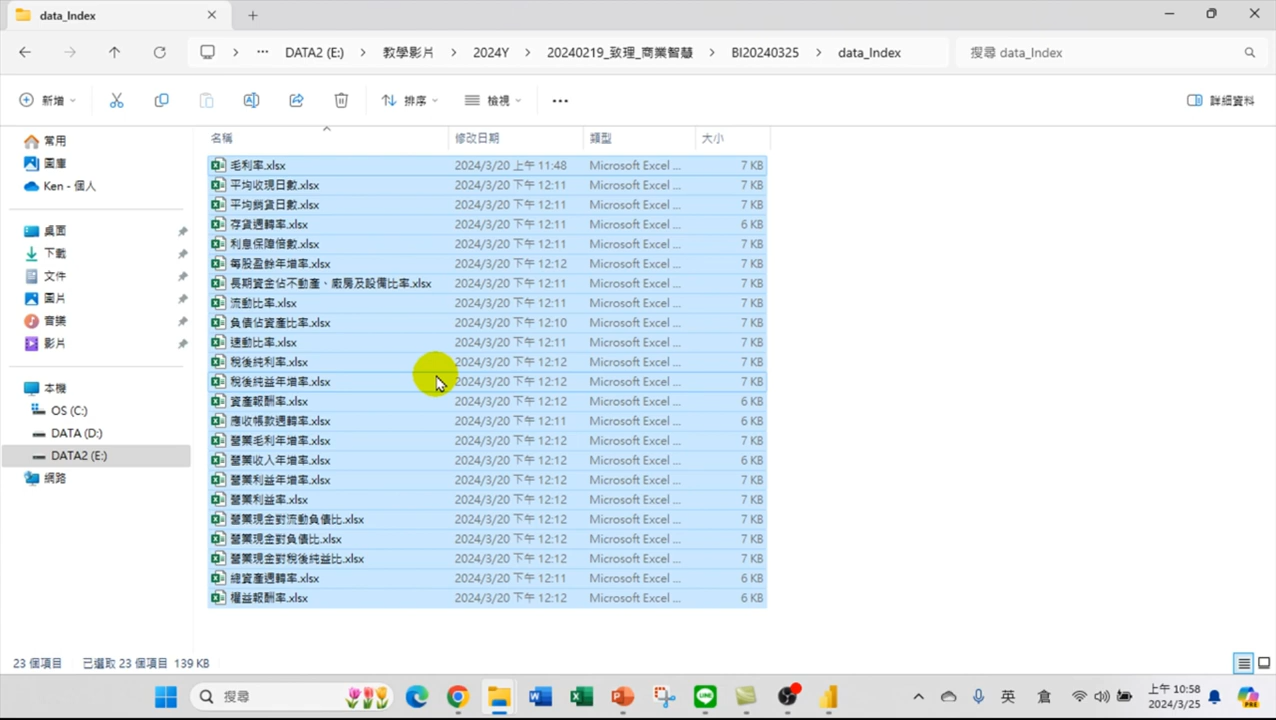 data_Index
DATA2 (E:) > 教學影片 > 2024Y > 20240219_致理_商業智慧 > BI20240325 > data_Index
搜尋 data_Index
新增
排序
檢視
詳細資料
名稱 修改日期 類型 大小
常用
圖庫
Ken - 個人
桌面
下載
文件
圖片
音樂
影片
本機
OS (C:)
DATA (D:)
DATA2 (E:)
網路
毛利率.xlsx 2024/3/20 上午 11:48 Microsoft Excel ... 7 KB
平均收現日數.xlsx 2024/3/20 下午 12:11 Microsoft Excel ... 7 KB
平均銷貨日數.xlsx 2024/3/20 下午 12:11 Microsoft Excel ... 7 KB
存貨週轉率.xlsx 2024/3/20 下午 12:11 Microsoft Excel ... 6 KB
利息保障倍數.xlsx 2024/3/20 下午 12:11 Microsoft Excel ... 7 KB
每股盈餘年增率.xlsx 2024/3/20 下午 12:12 Microsoft Excel ... 7 KB
長期資金佔不動產、廠房及設備比率.xlsx 2024/3/20 下午 12:11 Microsoft Excel ... 7 KB
流動比率.xlsx 2024/3/20 下午 12:11 Microsoft Excel ... 7 KB
負債佔資產比率.xlsx 2024/3/20 下午 12:10 Microsoft Excel ... 7 KB
速動比率.xlsx 2024/3/20 下午 12:11 Microsoft Excel ... 7 KB
稅後純利率.xlsx 2024/3/20 下午 12:12 Microsoft Excel ... 7 KB
稅後純益年增率.xlsx 2024/3/20 下午 12:12 Microsoft Excel ... 7 KB
資產報酬率.xlsx 2024/3/20 下午 12:12 Microsoft Excel ... 6 KB
應收帳款週轉率.xlsx 2024/3/20 下午 12:11 Microsoft Excel ... 6 KB
營業毛利年增率.xlsx 2024/3/20 下午 12:12 Microsoft Excel ... 7 KB
營業收入年增率.xlsx 2024/3/20 下午 12:12 Microsoft Excel ... 6 KB
營業利益年增率.xlsx 2024/3/20 下午 12:12 Microsoft Excel ... 7 KB
營業利益率.xlsx 2024/3/20 下午 12:12 Microsoft Excel ... 7 KB
營業現金對流動負債比.xlsx 2024/3/20 下午 12:12 Microsoft Excel ... 7 KB
營業現金對負債比.xlsx 2024/3/20 下午 12:12 Microsoft Excel ... 7 KB
營業現金對稅後純益比.xlsx 2024/3/20 下午 12:12 Microsoft Excel ... 7 KB
總資產週轉率.xlsx 2024/3/20 下午 12:11 Microsoft Excel ... 6 KB
權益報酬率.xlsx 2024/3/20 下午 12:12 Microsoft Excel ... 6 KB
23 個項目 已選取 23 個項目 139 KB
搜尋
英
上午 10:58
2024/3/25
PRE